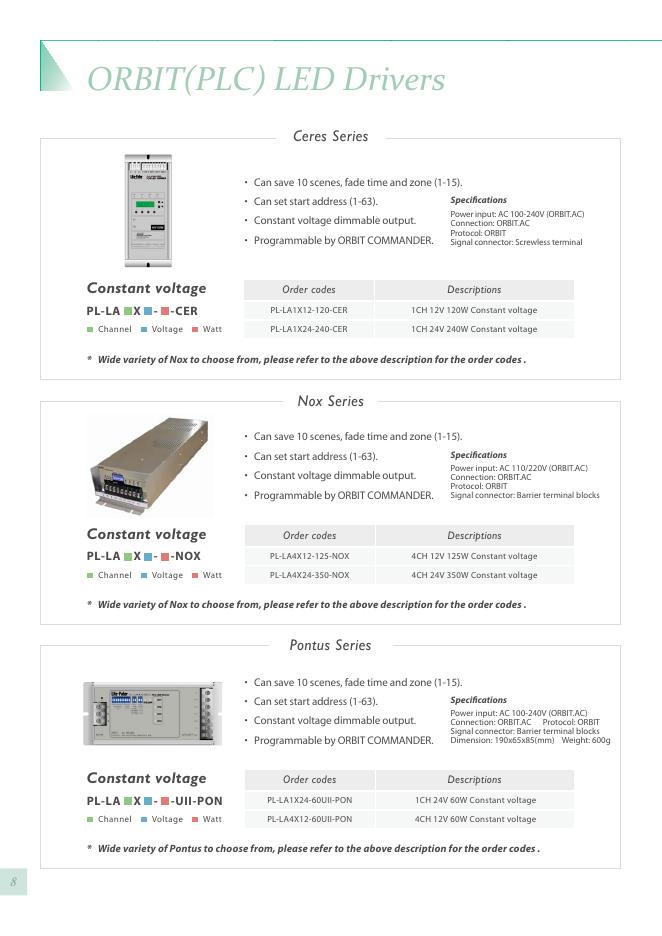 ORBIT(PLC) LED Drivers
Ceres Series
• Can save 10 scenes, fade time and zone (1-15).
• Can set start address (1-63).
• Constant voltage dimmable output.
• Programmable by ORBIT COMMANDER.
Specifications
Power input: AC 100-240V (ORBIT.AC)
Connection: ORBIT.AC
Protocol: ORBIT
Signal connector: Screwless terminal
Constant voltage
PL-LA X - -CER
Channel Voltage Watt
Order codes Descriptions
PL-LA1X12-120-CER 1CH 12V 120W Constant voltage
PL-LA1X24-240-CER 1CH 24V 240W Constant voltage
* Wide variety of Nox to choose from, please refer to the above description for the order codes .
Nox Series
• Can save 10 scenes, fade time and zone (1-15).
• Can set start address (1-63).
• Constant voltage dimmable output.
• Programmable by ORBIT COMMANDER.
Specifications
Power input: AC 110/220V (ORBIT.AC)
Connection: ORBIT.AC
Protocol: ORBIT
Signal connector: Barrier terminal blocks
Constant voltage
PL-LA X - -NOX
Channel Voltage Watt
Order codes Descriptions
PL-LA4X12-125-NOX 4CH 12V 125W Constant voltage
PL-LA4X24-350-NOX 4CH 24V 350W Constant voltage
* Wide variety of Nox to choose from, please refer to the above description for the order codes .
Pontus Series
Lite-Puter
• Can save 10 scenes, fade time and zone (1-15).
• Can set start address (1-63).
• Constant voltage dimmable output.
• Programmable by ORBIT COMMANDER.
Specifications
Power input: AC 100-240V (ORBIT.AC)
Connection: ORBIT.AC Protocol: ORBIT
Signal connector: Barrier terminal blocks
Dimension: 190x65x85(mm) Weight: 600g
Constant voltage
PL-LA X - -UII-PON
Channel Voltage Watt
Order codes Descriptions
PL-LA1X24-60UII-PON 1CH 24V 60W Constant voltage
PL-LA4X12-60UII-PON 4CH 12V 60W Constant voltage
* Wide variety of Pontus to choose from, please refer to the above description for the order codes .
8